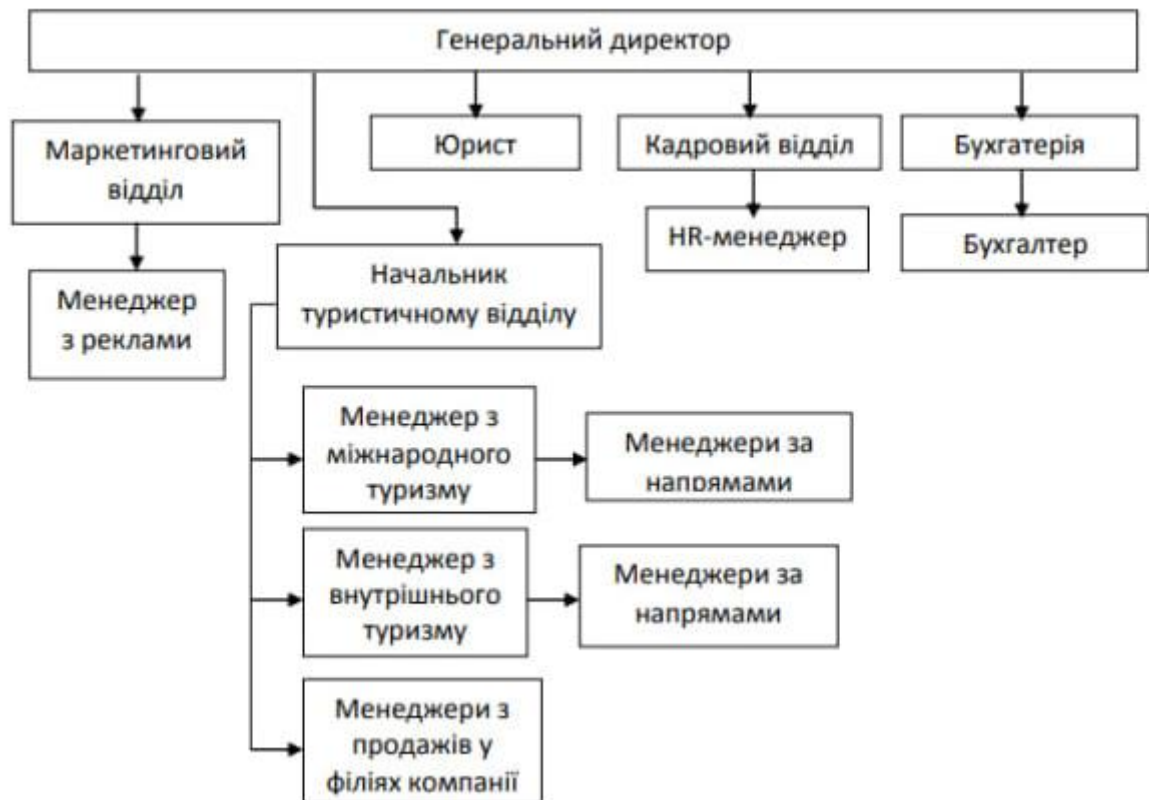 Генеральний директор
Маркетинговий
відділ
Юрист
Кадровий відділ
Бухгатерія
HR-менеджер
Бухгалтер
Менеджер
з реклами
Начальник
туристичному відділу
Менеджер з
міжнародного
туризму
Менеджери за
напрямами
Менеджер з
внутрішнього
туризму
Менеджери за
напрямами
Менеджери з
продажів у
філіях компанії